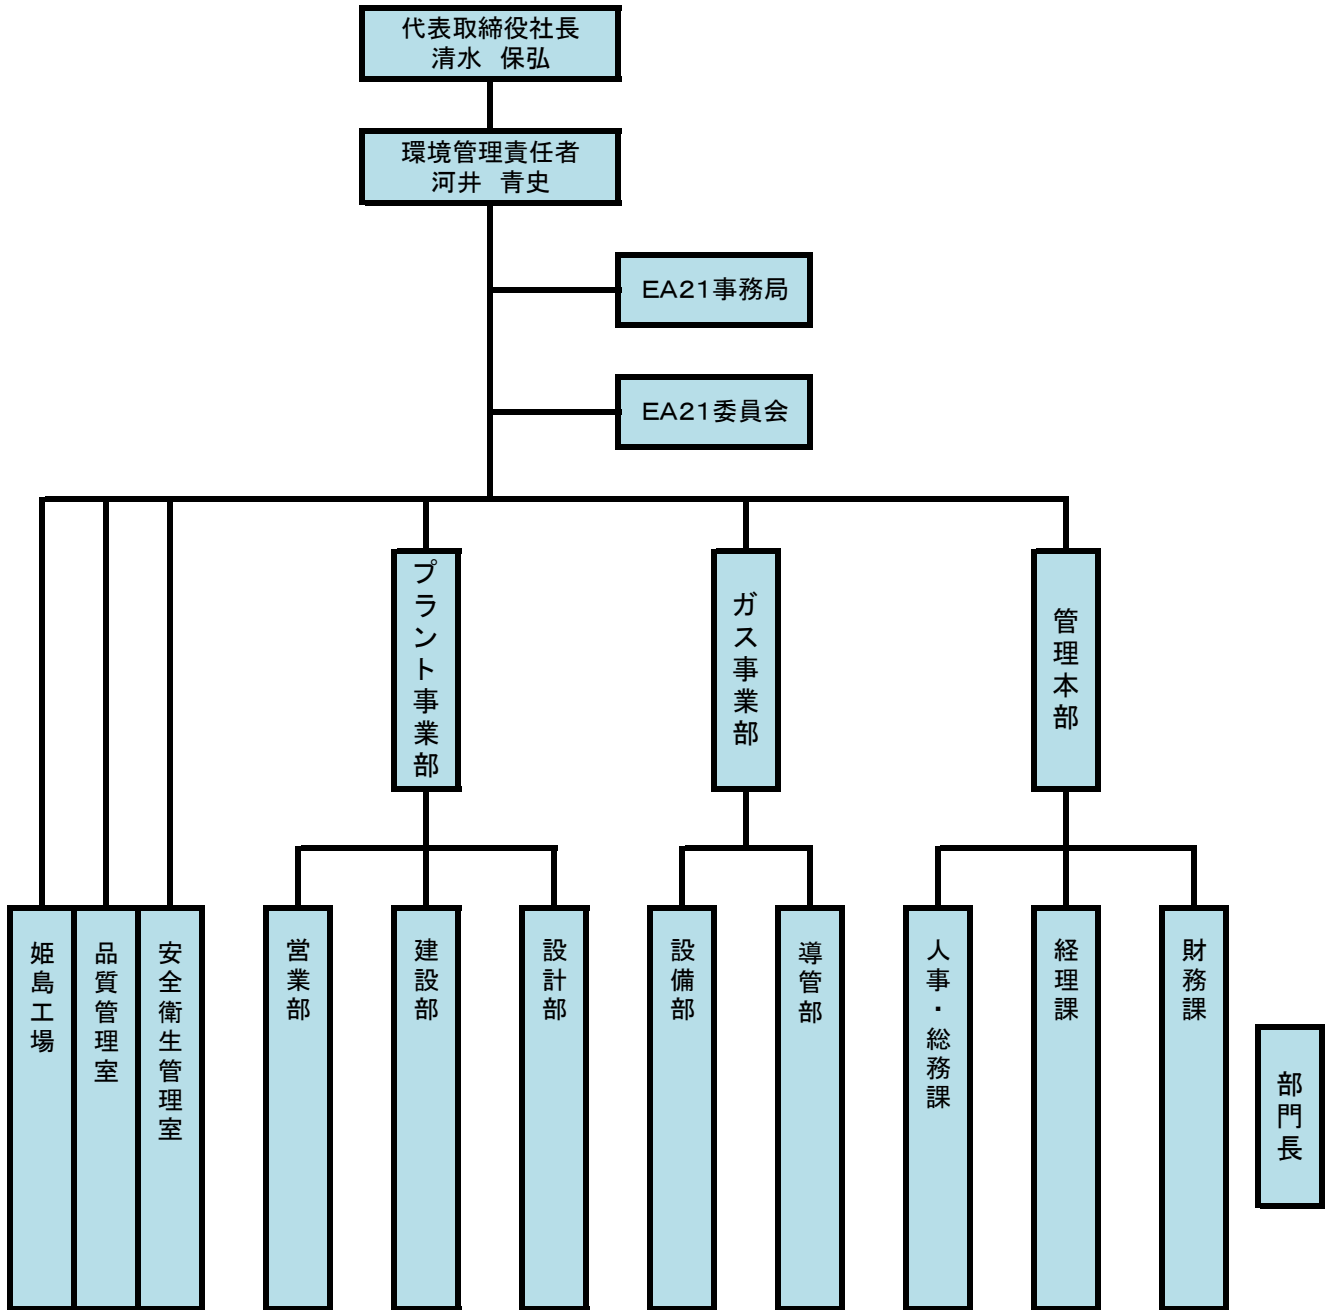 代表取締役社長
清水　保弘
環境管理責任者
河井　青史
EA21事務局
EA21委員会
プラント事業部
ガス事業部
管理本部
姫島工場
品質管理室
安全衛生管理室
営業部
建設部
設計部
設備部
導管部
人事・総務課
経理課
財務課
部門長